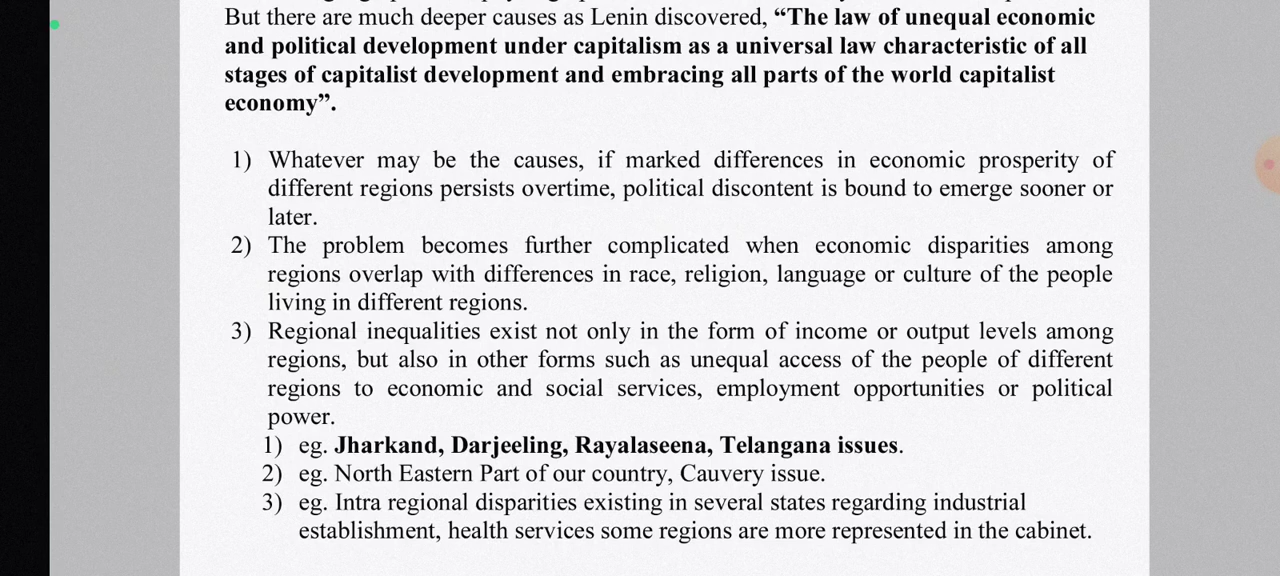 But there are much deeper causes as Lenin discovered, “The law of unequal economic
and political development under capitalism as a universal law characteristic of all
stages of capitalist development and embracing all parts of the world capitalist
economy”.
1) Whatever may be the causes, if marked differences in economic prosperity of
different regions persists overtime, political discontent is bound to emerge sooner or
later.
2) The problem becomes further complicated when economic disparities among
regions overlap with differences in race, religion, language or culture of the people
living in different regions.
3) Regional inequalities exist not only in the form of income or output levels among
regions, but also in other forms such as unequal access of the people of different
regions to economic and social services, employment opportunities or political
power.
1) eg. Jharkand, Darjeeling, Rayalaseena, Telangana issues.
2) eg. North Eastern Part of our country, Cauvery issue.
3) eg. Intra regional disparities existing in several states regarding industrial
establishment, health services some regions are more represented in the cabinet.